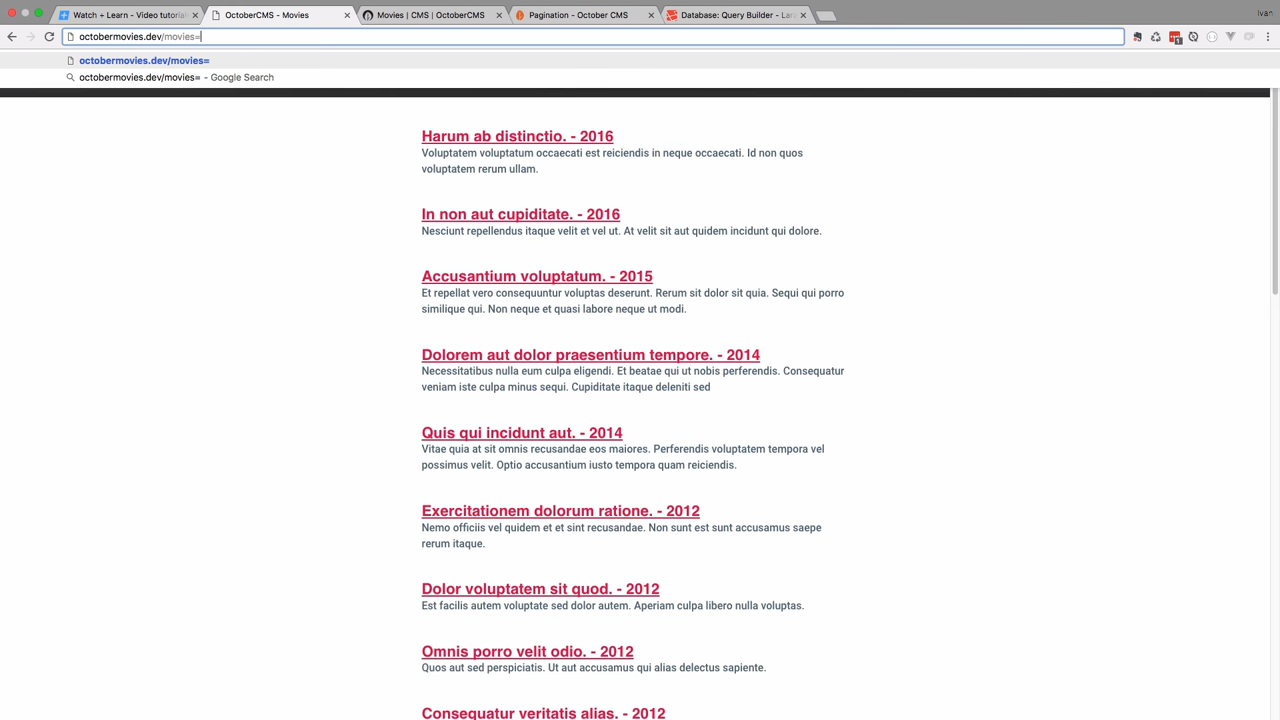 Watch + Learn - Video tutorial
OctoberCMS - Movies
Movies | CMS | OctoberCMS
Pagination - October CMS
Database: Query Builder - Lara
Ivan
octobermovies.dev/movies=
1
octobermovies.dev/movies=
octobermovies.dev/movies= - Google Search
Harum ab distinctio. - 2016
Voluptatem voluptatum occaecati est reiciendis in neque occaecati. Id non quos
voluptatem rerum ullam.
In non aut cupiditate. - 2016
Nesciunt repellendus itaque velit et vel ut. At velit sit aut quidem incidunt qui dolore.
Accusantium voluptatum. - 2015
Et repellat vero consequuntur voluptas deserunt. Rerum sit dolor sit quia. Sequi qui porro
similique qui. Non neque et quasi labore neque ut modi.
Dolorem aut dolor praesentium tempore. - 2014
Necessitatibus nulla eum culpa eligendi. Et beatae qui ut nobis perferendis. Consequatur
veniam iste culpa minus sequi. Cupiditate itaque deleniti sed
Quis qui incidunt aut. - 2014
Vitae quia at sit omnis recusandae eos maiores. Perferendis voluptatem tempora vel
possimus velit. Optio accusantium iusto tempora quam reiciendis.
Exercitationem dolorum ratione. - 2012
Nemo officiis vel quidem et et sint recusandae. Non sunt est sunt accusamus saepe
rerum itaque.
Dolor voluptatem sit quod. - 2012
Est facilis autem voluptate sed dolor autem. Aperiam culpa libero nulla voluptas.
Omnis porro velit odio. - 2012
Quos aut sed perspiciatis. Ut aut accusamus qui alias delectus sapiente.
Consequatur veritatis alias. - 2012